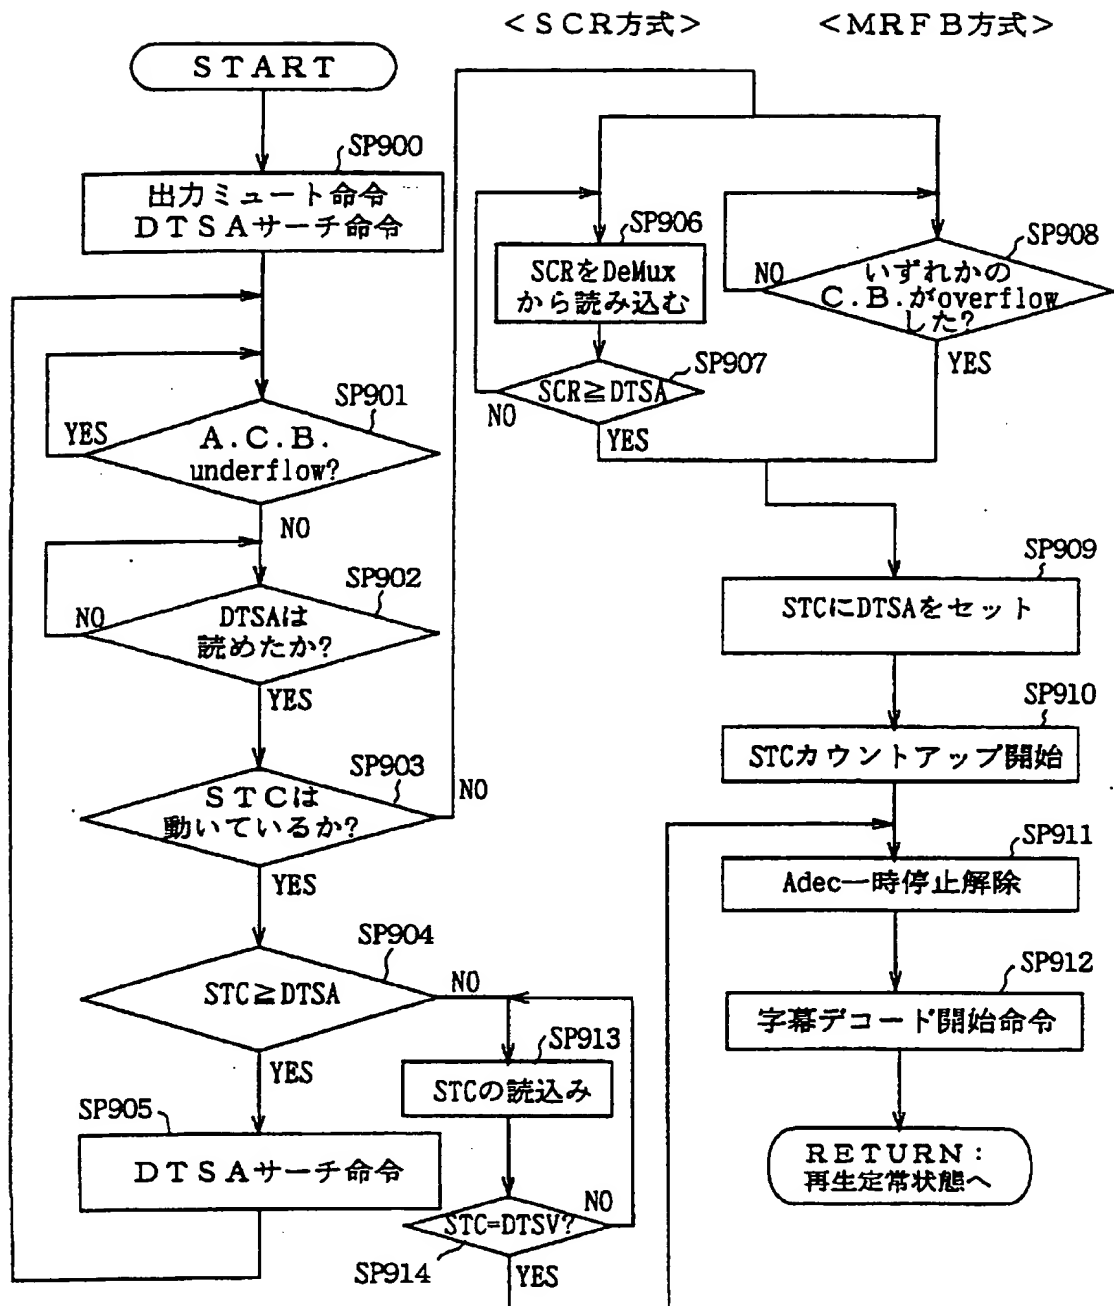 ＜ＳＣＲ方式＞
＜ＭＲＦＢ方式＞
ＳＴＡＲＴ
SP900
出力ミュート命令
ＤＴＳＡサーチ命令
SP901
Ａ.Ｃ.Ｂ.
underflow?
YES
NO
SP902
DTSAは
読めたか?
NO
YES
SP903
ＳＴＣは
動いているか?
NO
YES
SP904
STC≧DTSA
NO
YES
SP905
ＤＴＳＡサーチ命令
SP913
STCの読込み
SP914
STC=DTSV?
NO
YES
SP906
SCRをDeMux
から読み込む
SP907
SCR≧DTSA
NO
YES
SP908
いずれかの
Ｃ.Ｂ.がoverflow
した?
NO
YES
SP909
STCにDTSAをセット
SP910
STCカウントアップ開始
SP911
Adec一時停止解除
SP912
字幕デコード開始命令
ＲＥＴＵＲＮ：
再生定常状態へ